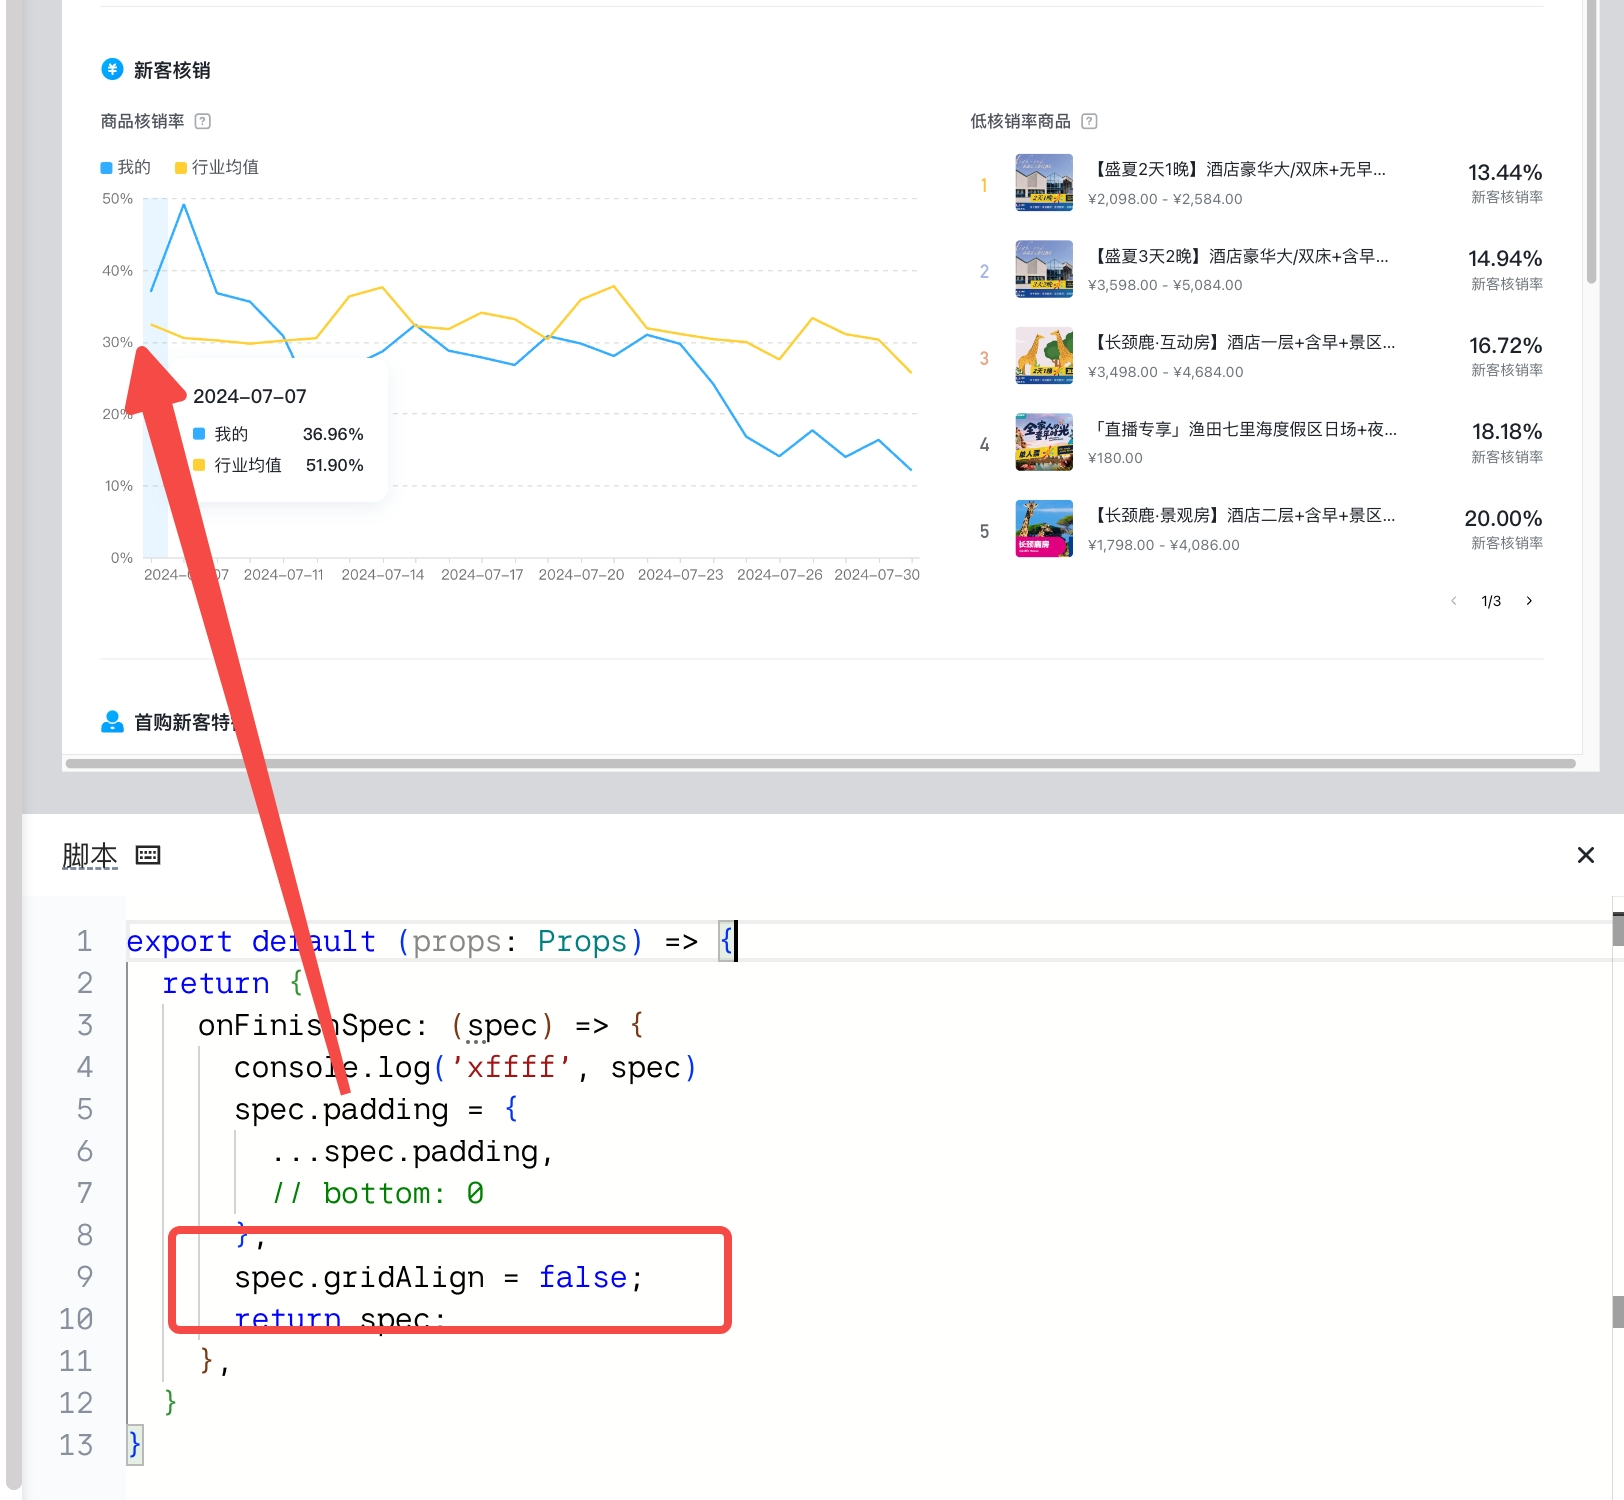 新客核销
商品核销率 ?
我的 行业均值
50%
40%
30%
20%
10%
0%
2024-07-07
我的 36.96%
行业均值 51.90%
2024-07-11 2024-07-14 2024-07-17 2024-07-20 2024-07-23 2024-07-26 2024-07-30
低核销率商品 ?
1
【盛夏2天1晚】酒店豪华大/双床+无早...
¥2,098.00 - ¥2,584.00
13.44%
新客核销率
2
【盛夏3天2晚】酒店豪华大/双床+含早...
¥3,598.00 - ¥5,084.00
14.94%
新客核销率
3
【长颈鹿·互动房】酒店一层+含早+景区...
¥3,498.00 - ¥4,684.00
16.72%
新客核销率
4
「直播专享」渔田七里海度假区日场+夜...
¥180.00
18.18%
新客核销率
5
【长颈鹿·景观房】酒店二层+含早+景区...
¥1,798.00 - ¥4,086.00
20.00%
新客核销率
1/3
首购新客特
脚本
1 export default (props: Props) => {
2 return {
3 onFinishSpec: (spec) => {
4 console.log('xffff', spec)
5 spec.padding = {
6 ...spec.padding,
7 // bottom: 0
8 },
9 spec.gridAlign = false;
10 return spec;
11 },
12 }
13 }